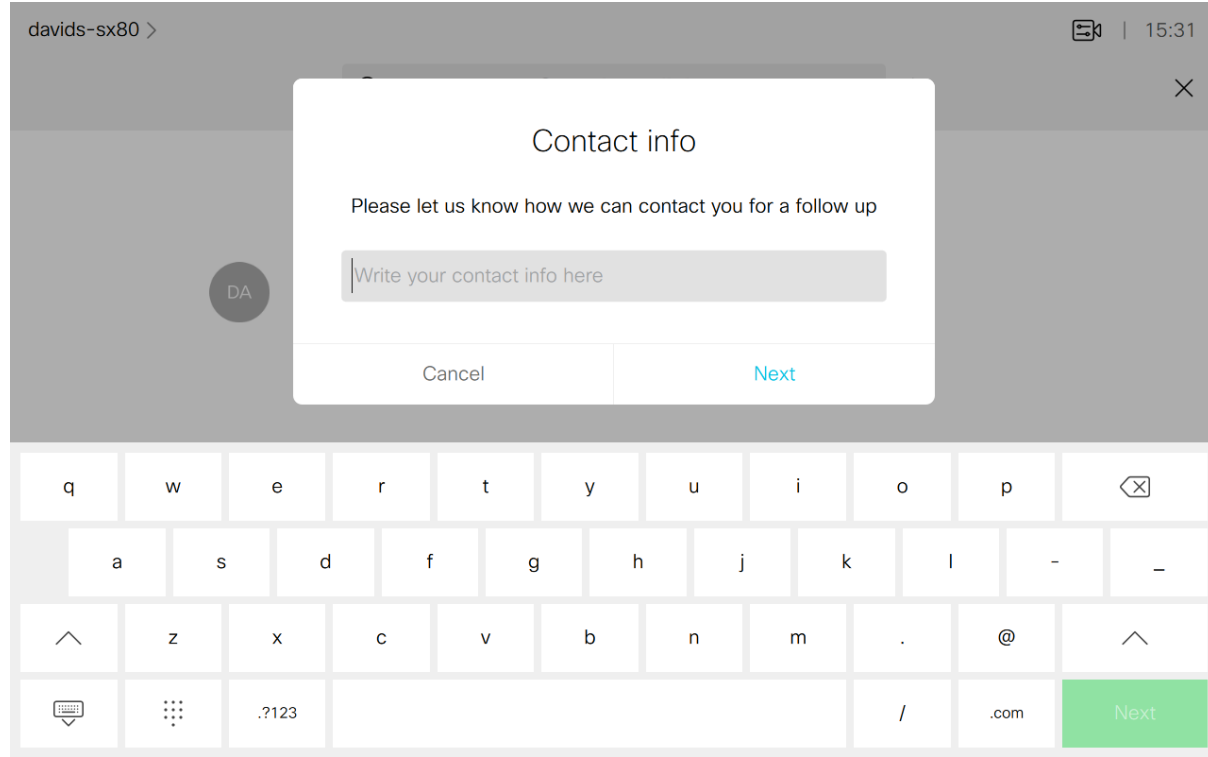 davids-sx80 >
15:31
Contact info
Please let us know how we can contact you for a follow up
Write your contact info here
DA
Cancel
Next
q w e r t y u i o p
a s d f g h j k l - _
z x c v b n m . @
.?123 / .com Next